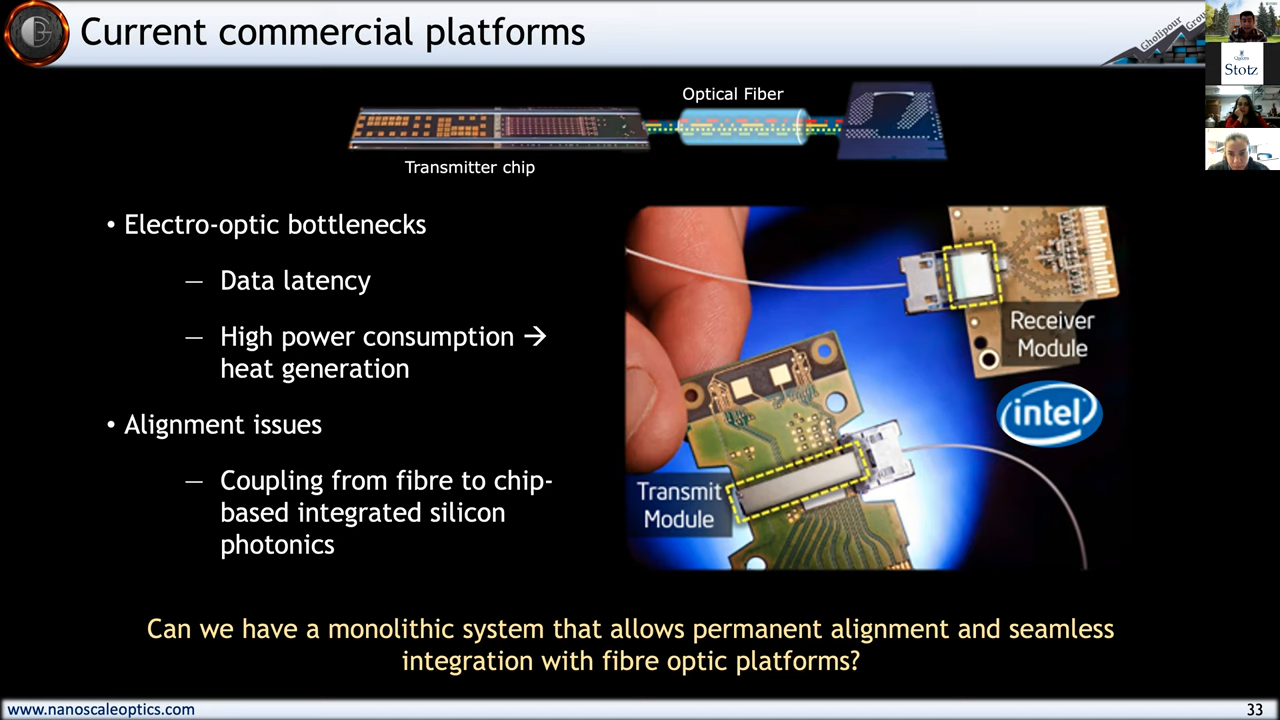 Current commercial platforms
Gholipour
Stotz
Optical Fiber
Transmitter chip
• Electro-optic bottlenecks
— Data latency
— High power consumption →
heat generation
• Alignment issues
— Coupling from fibre to chip-
based integrated silicon
photonics
Receiver
Module
intel
Transmit
Module
Can we have a monolithic system that allows permanent alignment and seamless
integration with fibre optic platforms?
www.nanoscaleoptics.com
33